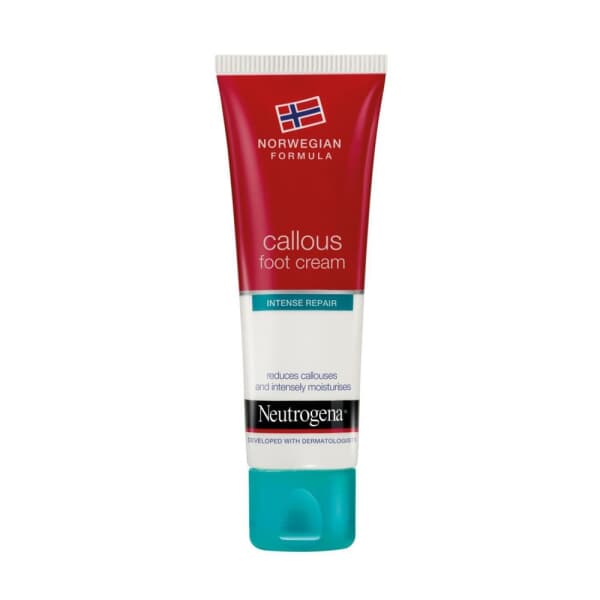 NORWEGIAN
FORMULA
callous
foot cream
INTENSE REPAIR
reduces callouses
and intensely moisturises
Neutrogena®
DEVELOPED WITH DERMATOLOGISTS